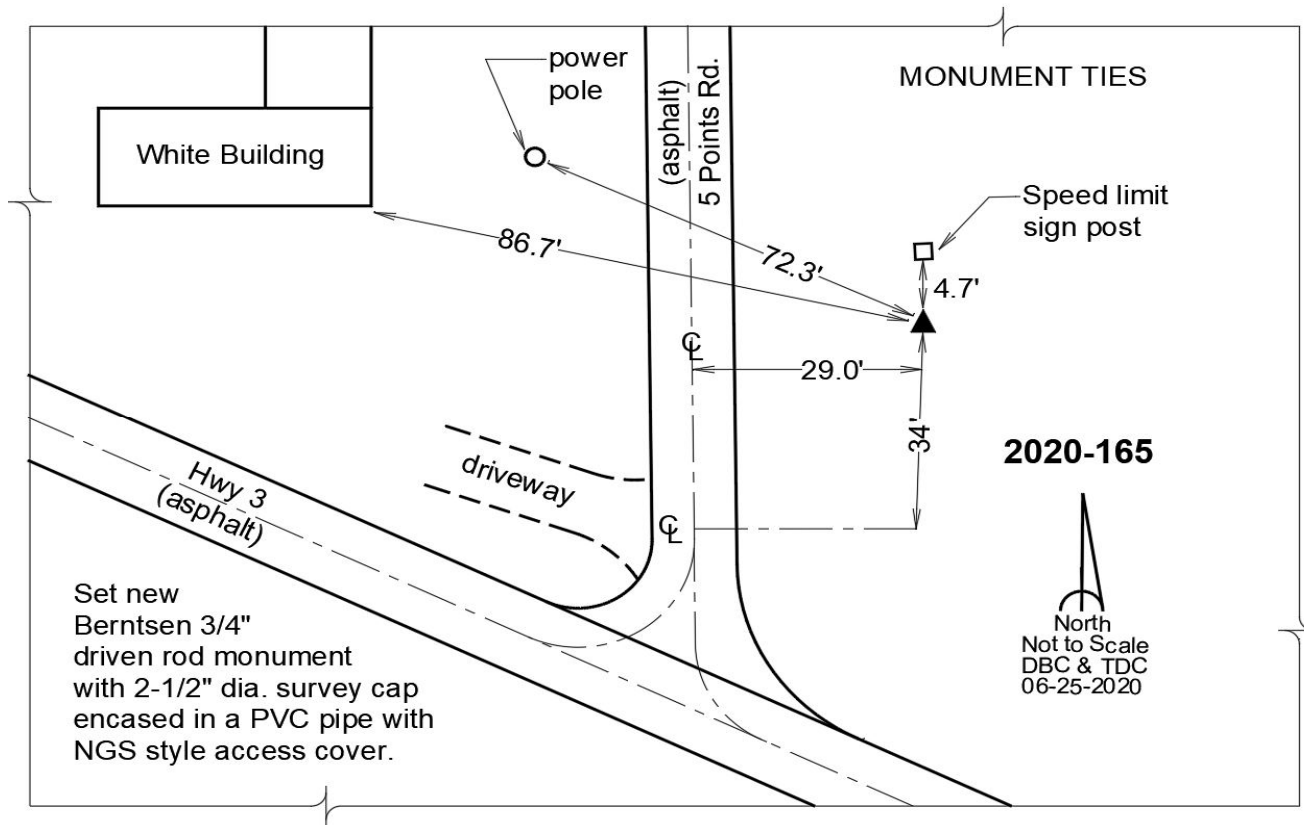 MONUMENT TIES
power
pole
White Building
(asphalt)
5 Points Rd.
Speed limit
sign post
86.7'
72.3'
4.7'
℄
29.0'
34'
2020-165
Hwy 3
(asphalt)
driveway
℄
Set new
Berntsen 3/4"
driven rod monument
with 2-1/2" dia. survey cap
encased in a PVC pipe with
NGS style access cover.
North
Not to Scale
DBC & TDC
06-25-2020